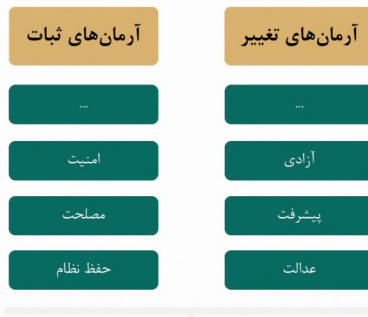 آرمان‌های تغییر
...
آزادی
پیشرفت
عدالت
آرمان‌های ثبات
...
امنیت
مصلحت
حفظ نظام